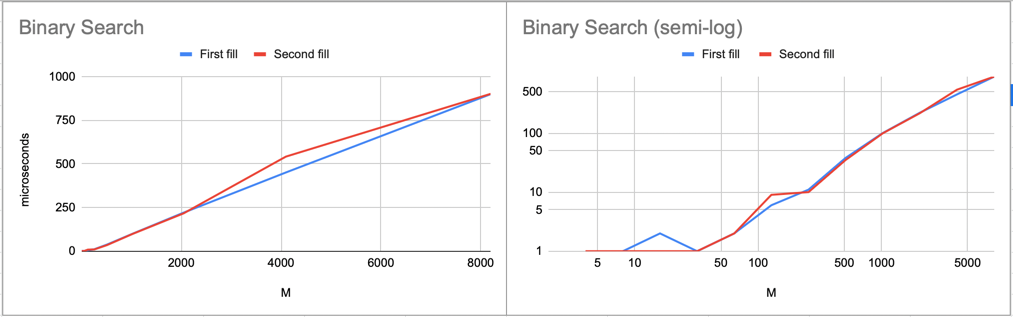 Binary Search
First fill
Second fill
microseconds
1000
750
500
250
0
2000
4000
6000
8000
M
Binary Search (semi-log)
First fill
Second fill
500
100
50
10
5
1
5
10
50
100
500
1000
5000
M